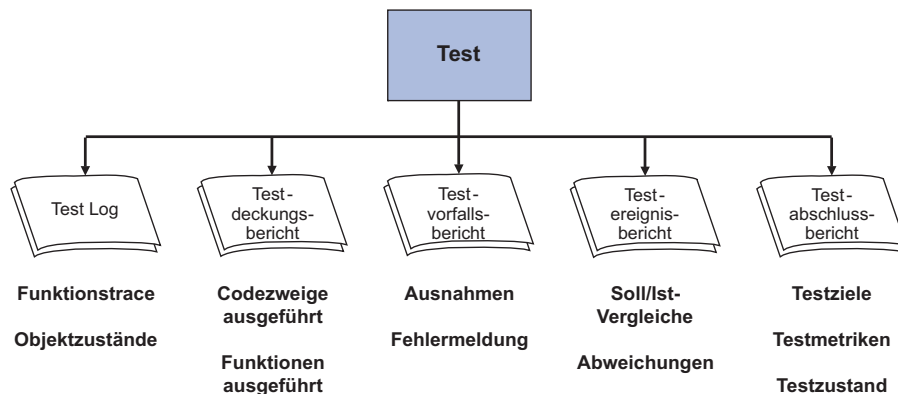 Test
Test Log
Test-
deckungs-
bericht
Test-
vorfalls-
bericht
Test-
ereignis-
bericht
Test-
abschluss-
bericht
Funktionstrace
Objektzustände
Codezweige
ausgeführt
Funktionen
ausgeführt
Ausnahmen
Fehlermeldung
Soll/Ist-
Vergleiche
Abweichungen
Testziele
Testmetriken
Testzustand